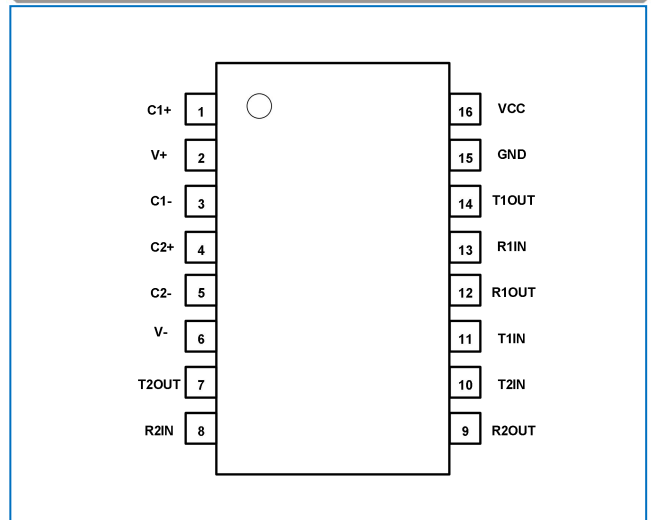 C1+ 1 16 VCC
V+ 2 15 GND
C1- 3 14 T1OUT
C2+ 4 13 R1IN
C2- 5 12 R1OUT
V- 6 11 T1IN
T2OUT 7 10 T2IN
R2IN 8 9 R2OUT